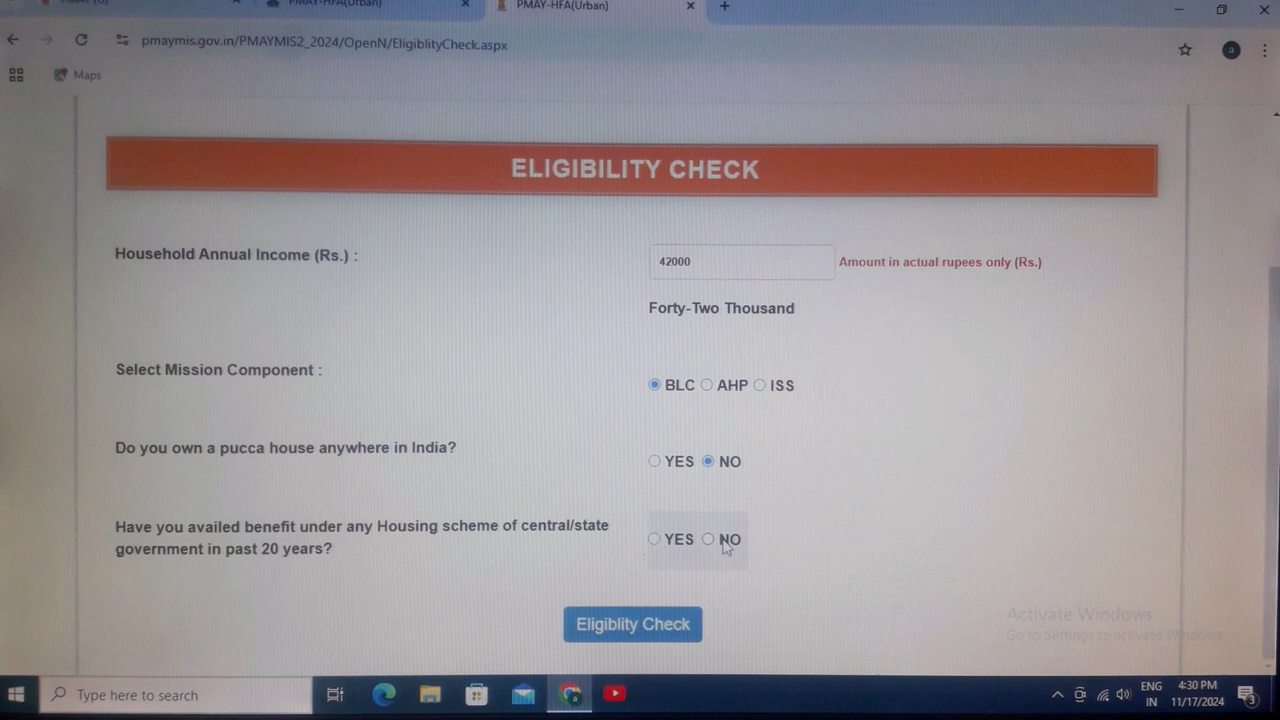 PMAY-HFA(Urban)
PMAY-HFA(Urban)
pmaymis.gov.in/PMAYMIS2_2024/OpenN/EligiblityCheck.aspx
a
Maps
ELIGIBILITY CHECK
Household Annual Income (Rs.) :
42000
Amount in actual rupees only (Rs.)
Forty-Two Thousand
Select Mission Component :
BLC AHP ISS
Do you own a pucca house anywhere in India?
YES NO
Have you availed benefit under any Housing scheme of central/state
government in past 20 years?
YES NO
Eligiblity Check
Activate Windows
Go to Settings to activate Windows.
Type here to search
ENG
IN
4:30 PM
11/17/2024
3